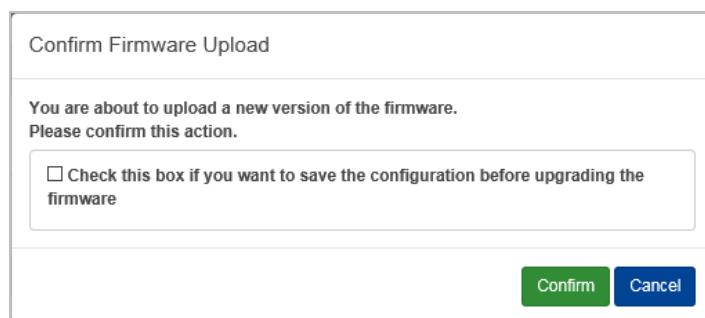 Confirm Firmware Upload
You are about to upload a new version of the firmware.
Please confirm this action.
Check this box if you want to save the configuration before upgrading the
firmware
Confirm Cancel